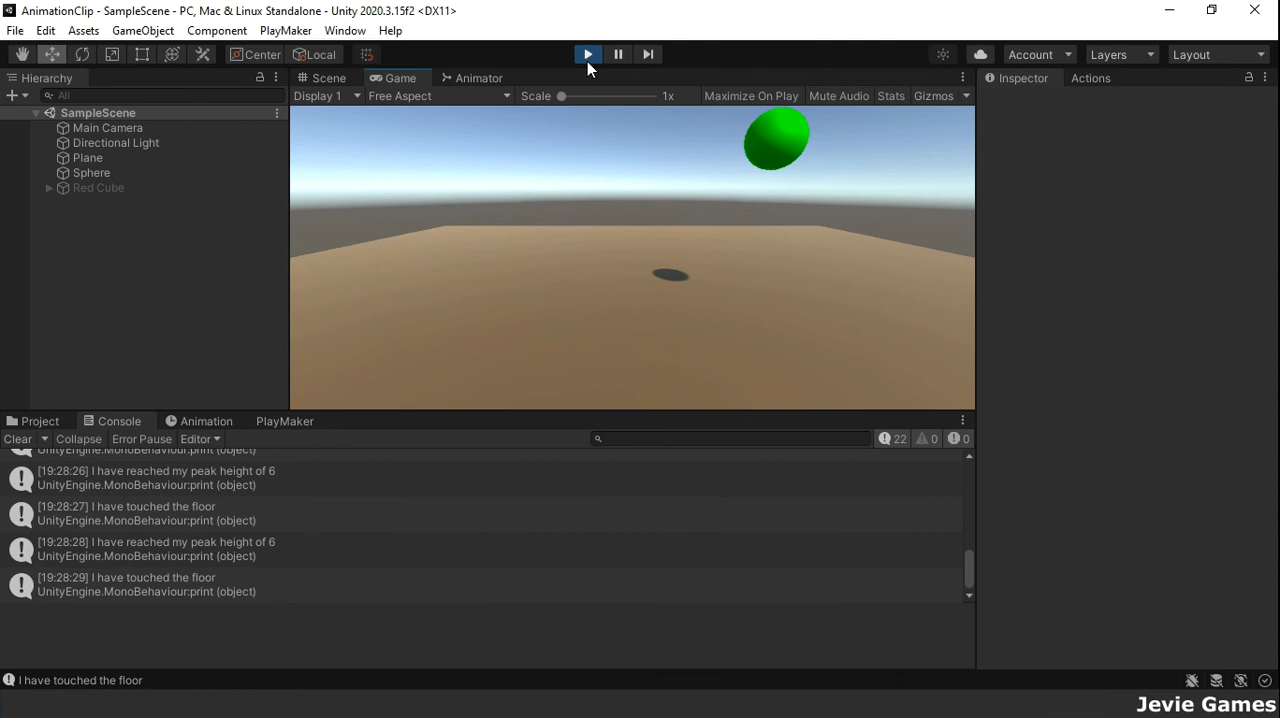 AnimationClip - SampleScene - PC, Mac & Linux Standalone - Unity 2020.3.15f2 <DX11>
File Edit Assets GameObject Component PlayMaker Window Help
Center Local Account Layers Layout
Hierarchy Scene Game Animator Inspector Actions
All Display 1 Free Aspect Scale 1x Maximize On Play Mute Audio Stats Gizmos
SampleScene
Main Camera
Directional Light
Plane
Sphere
Red Cube
Project Console Animation PlayMaker
Clear Collapse Error Pause Editor 22 0 0
UnityEngine.MonoBehaviour:print (object)
[19:28:26] I have reached my peak height of 6
UnityEngine.MonoBehaviour:print (object)
[19:28:27] I have touched the floor
UnityEngine.MonoBehaviour:print (object)
[19:28:28] I have reached my peak height of 6
UnityEngine.MonoBehaviour:print (object)
[19:28:29] I have touched the floor
UnityEngine.MonoBehaviour:print (object)
I have touched the floor
Jevie Games